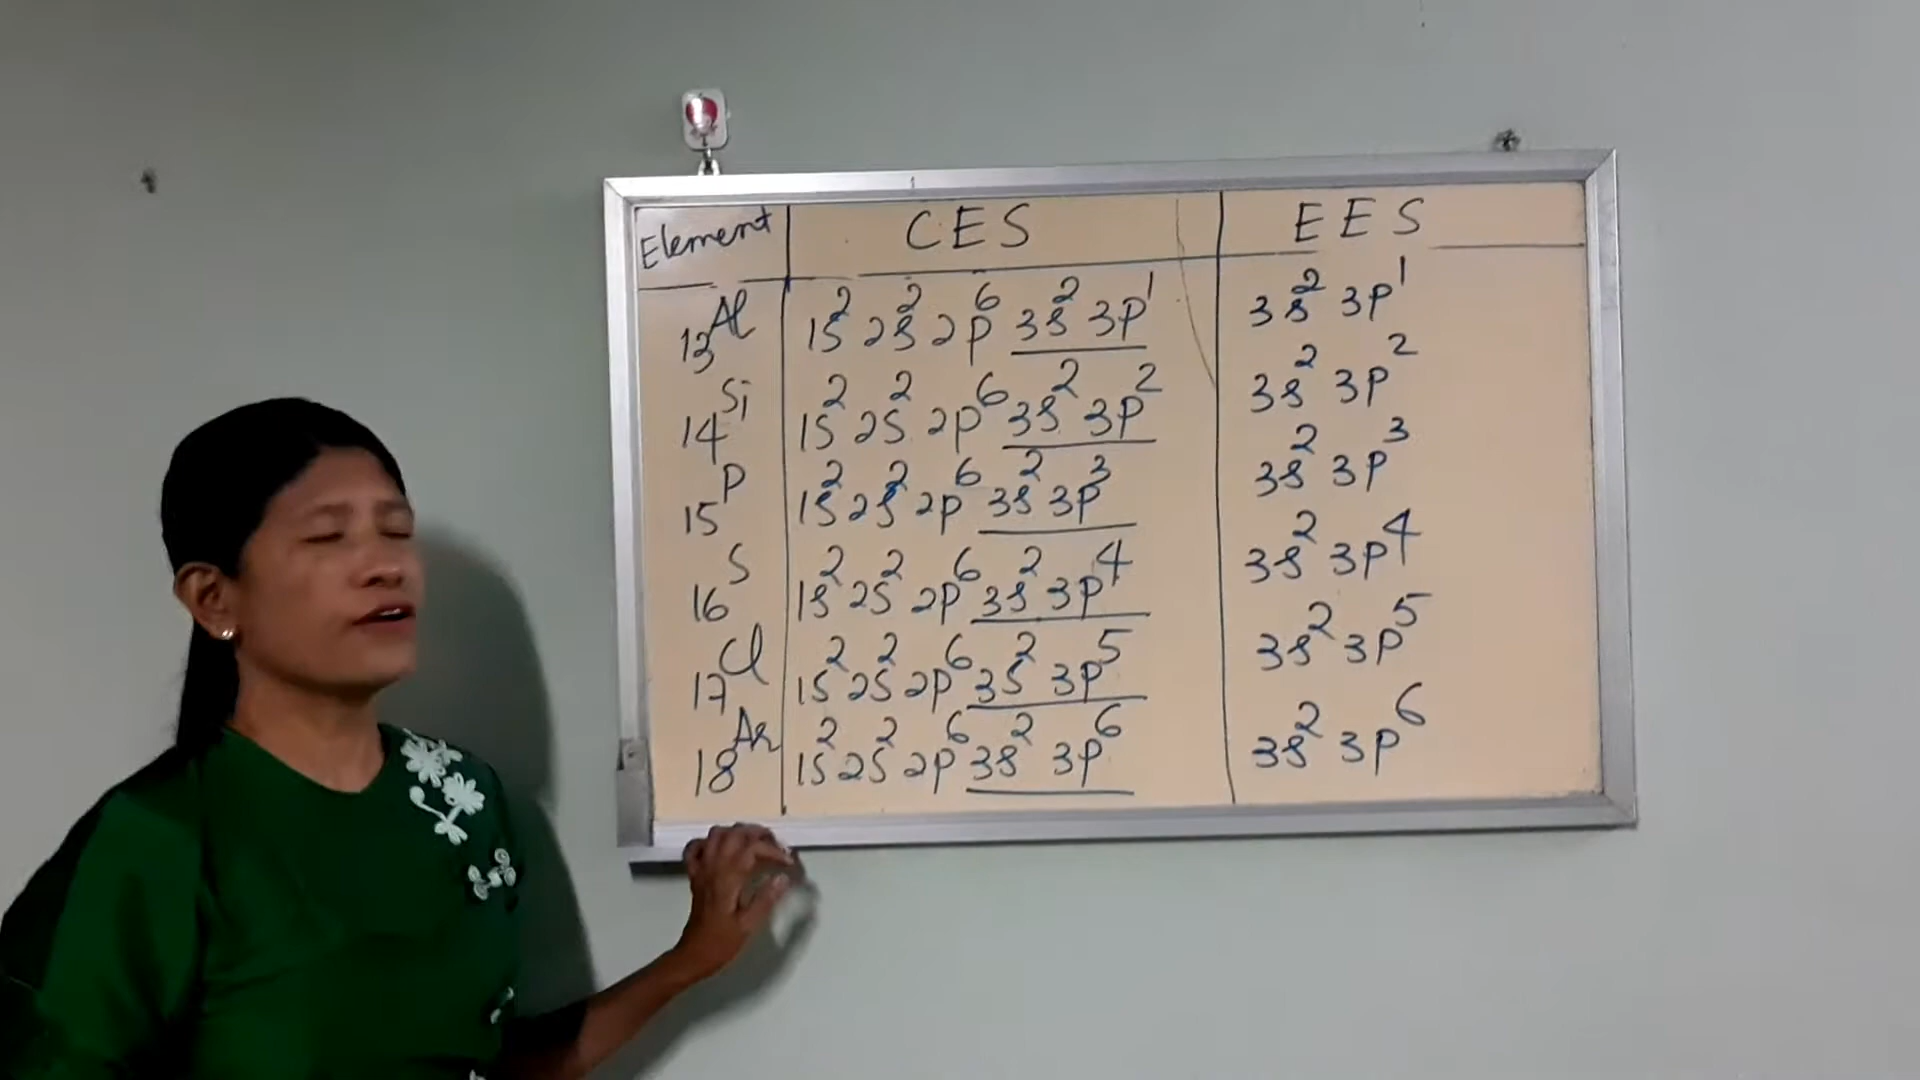 Element CES EES
13Al 1s² 2s² 2p⁶ 3s² 3p¹ 3s² 3p¹
14Si 1s² 2s² 2p⁶ 3s² 3p² 3s² 3p²
15P 1s² 2s² 2p⁶ 3s² 3p³ 3s² 3p³
16S 1s² 2s² 2p⁶ 3s² 3p⁴ 3s² 3p⁴
17Cl 1s² 2s² 2p⁶ 3s² 3p⁵ 3s² 3p⁵
18Ar 1s² 2s² 2p⁶ 3s² 3p⁶ 3s² 3p⁶